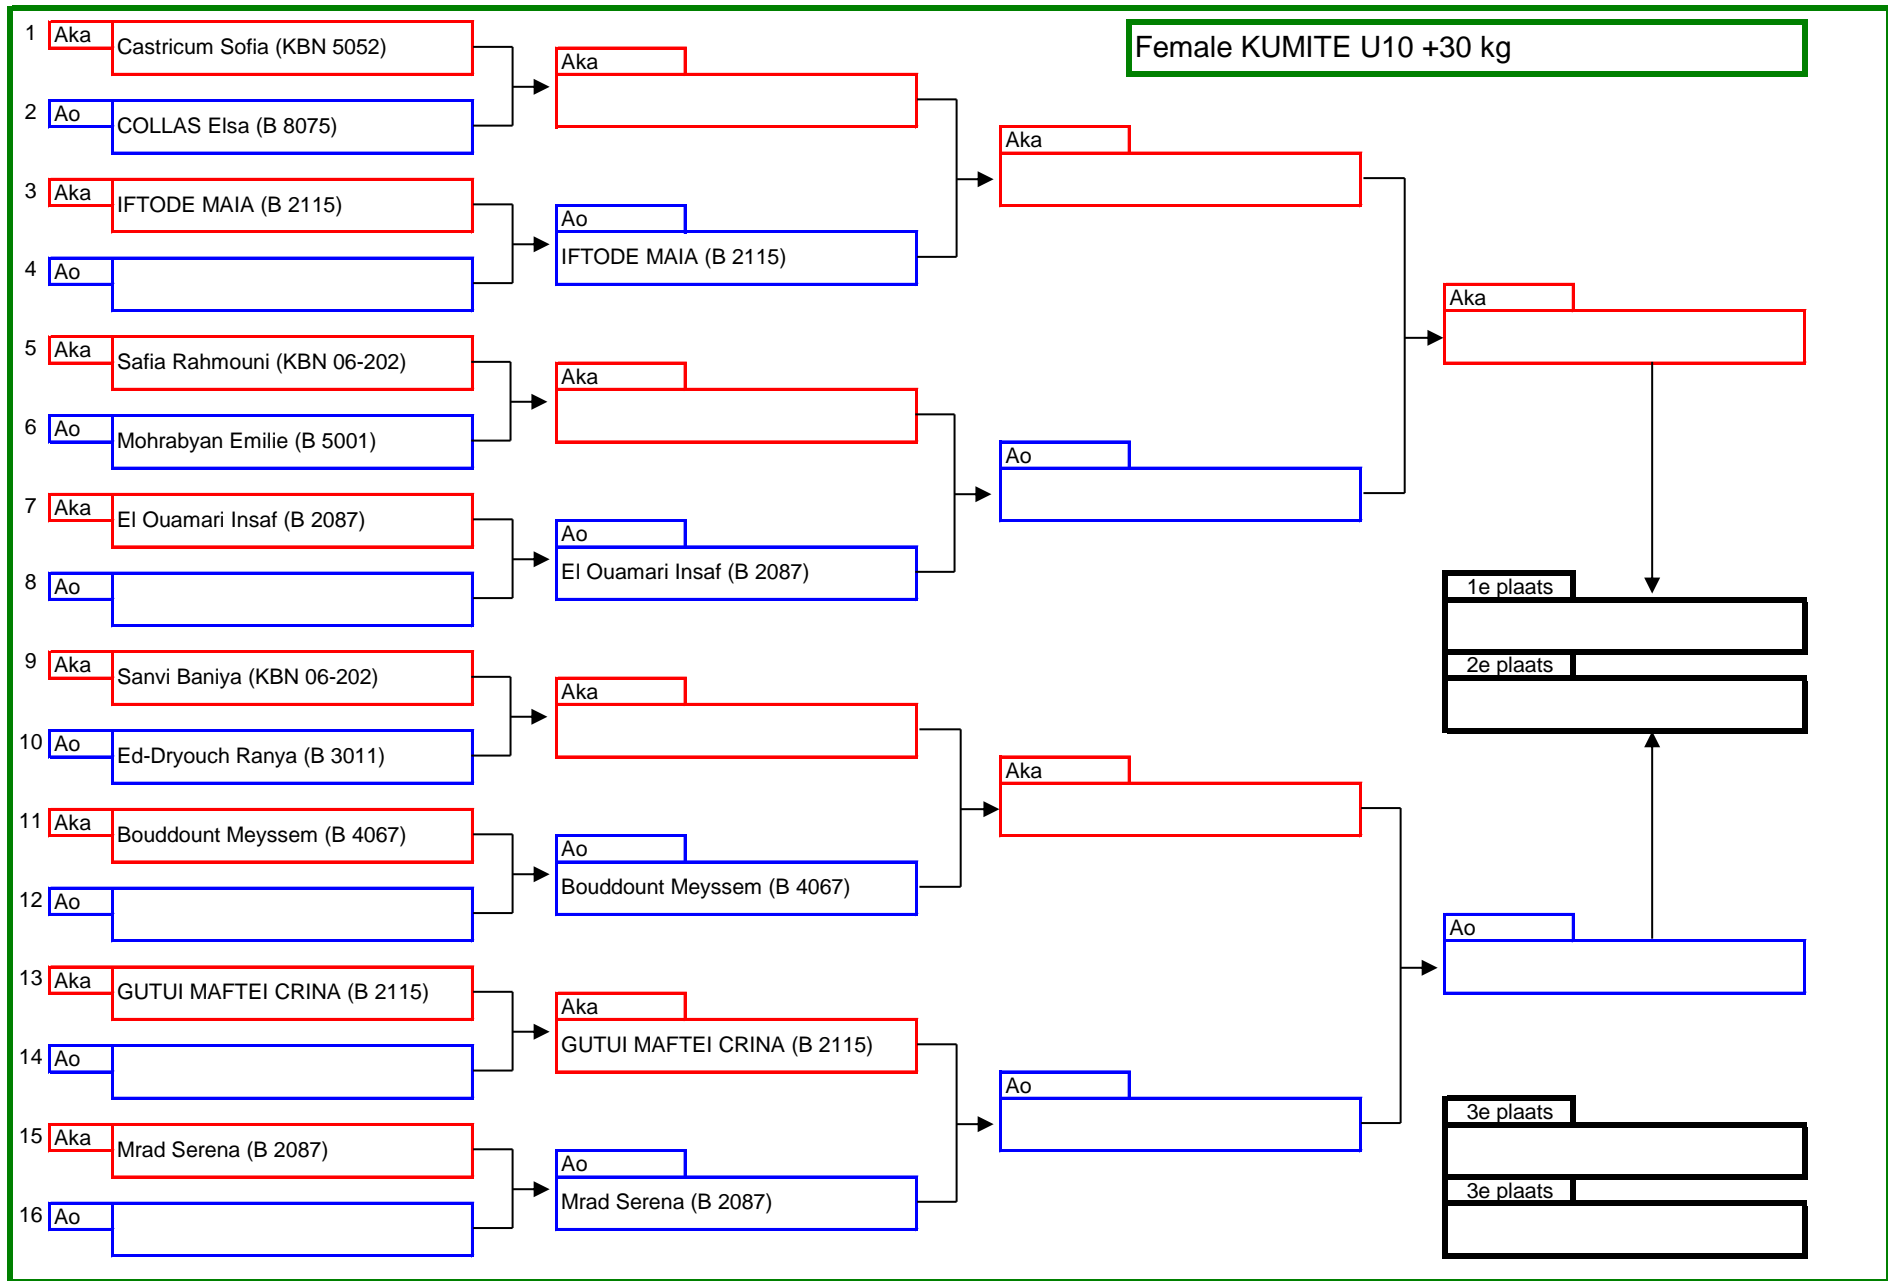 Female KUMITE U10 +30 kg
1 Aka
Castricum Sofia (KBN 5052)
2 Ao
COLLAS Elsa (B 8075)
3 Aka
IFTODE MAIA (B 2115)
4 Ao
5 Aka
Safia Rahmouni (KBN 06-202)
6 Ao
Mohrabyan Emilie (B 5001)
7 Aka
El Ouamari Insaf (B 2087)
8 Ao
9 Aka
Sanvi Baniya (KBN 06-202)
10 Ao
Ed-Dryouch Ranya (B 3011)
11 Aka
Bouddount Meyssem (B 4067)
12 Ao
13 Aka
GUTUI MAFTEI CRINA (B 2115)
14 Ao
15 Aka
Mrad Serena (B 2087)
16 Ao
Aka
Ao
IFTODE MAIA (B 2115)
Aka
Ao
El Ouamari Insaf (B 2087)
Aka
Ao
Bouddount Meyssem (B 4067)
Aka
GUTUI MAFTEI CRINA (B 2115)
Ao
Mrad Serena (B 2087)
Aka
Ao
Aka
Ao
Aka
1e plaats
2e plaats
Ao
3e plaats
3e plaats